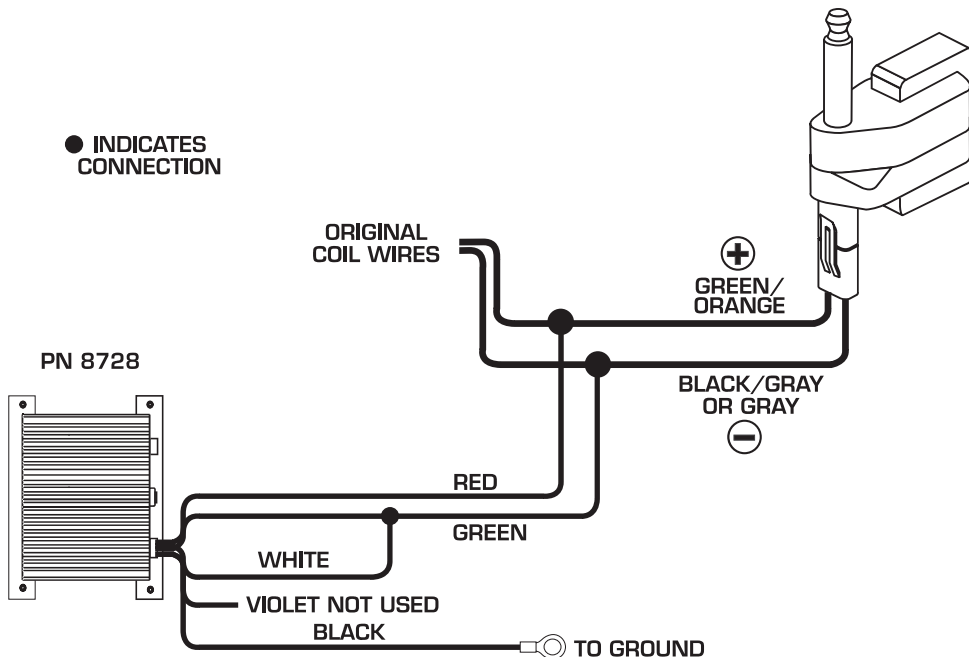 INDICATES
CONNECTION
ORIGINAL
COIL WIRES
GREEN/
ORANGE
PN 8728
BLACK/GRAY
OR GRAY
RED
GREEN
WHITE
VIOLET NOT USED
BLACK
TO GROUND